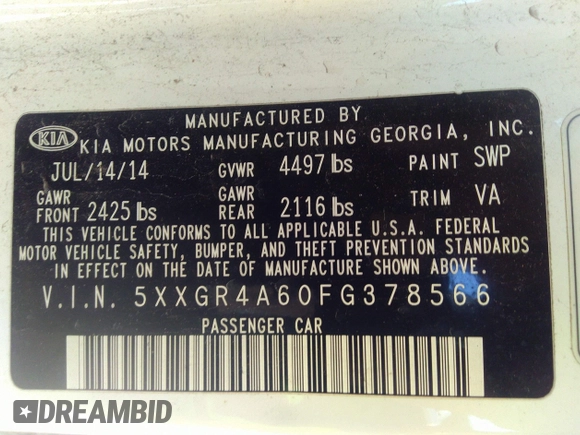 MANUFACTURED BY
KIA KIA MOTORS MANUFACTURING GEORGIA, INC.
JUL/14/14 GVWR 4497 lbs PAINT SWP
GAWR FRONT 2425 lbs GAWR REAR 2116 lbs TRIM VA
THIS VEHICLE CONFORMS TO ALL APPLICABLE U.S.A. FEDERAL
MOTOR VEHICLE SAFETY, BUMPER, AND THEFT PREVENTION STANDARDS
IN EFFECT ON THE DATE OF MANUFACTURE SHOWN ABOVE.
V.I.N. 5XXGR4A60FG378566
PASSENGER CAR
DREAMBID